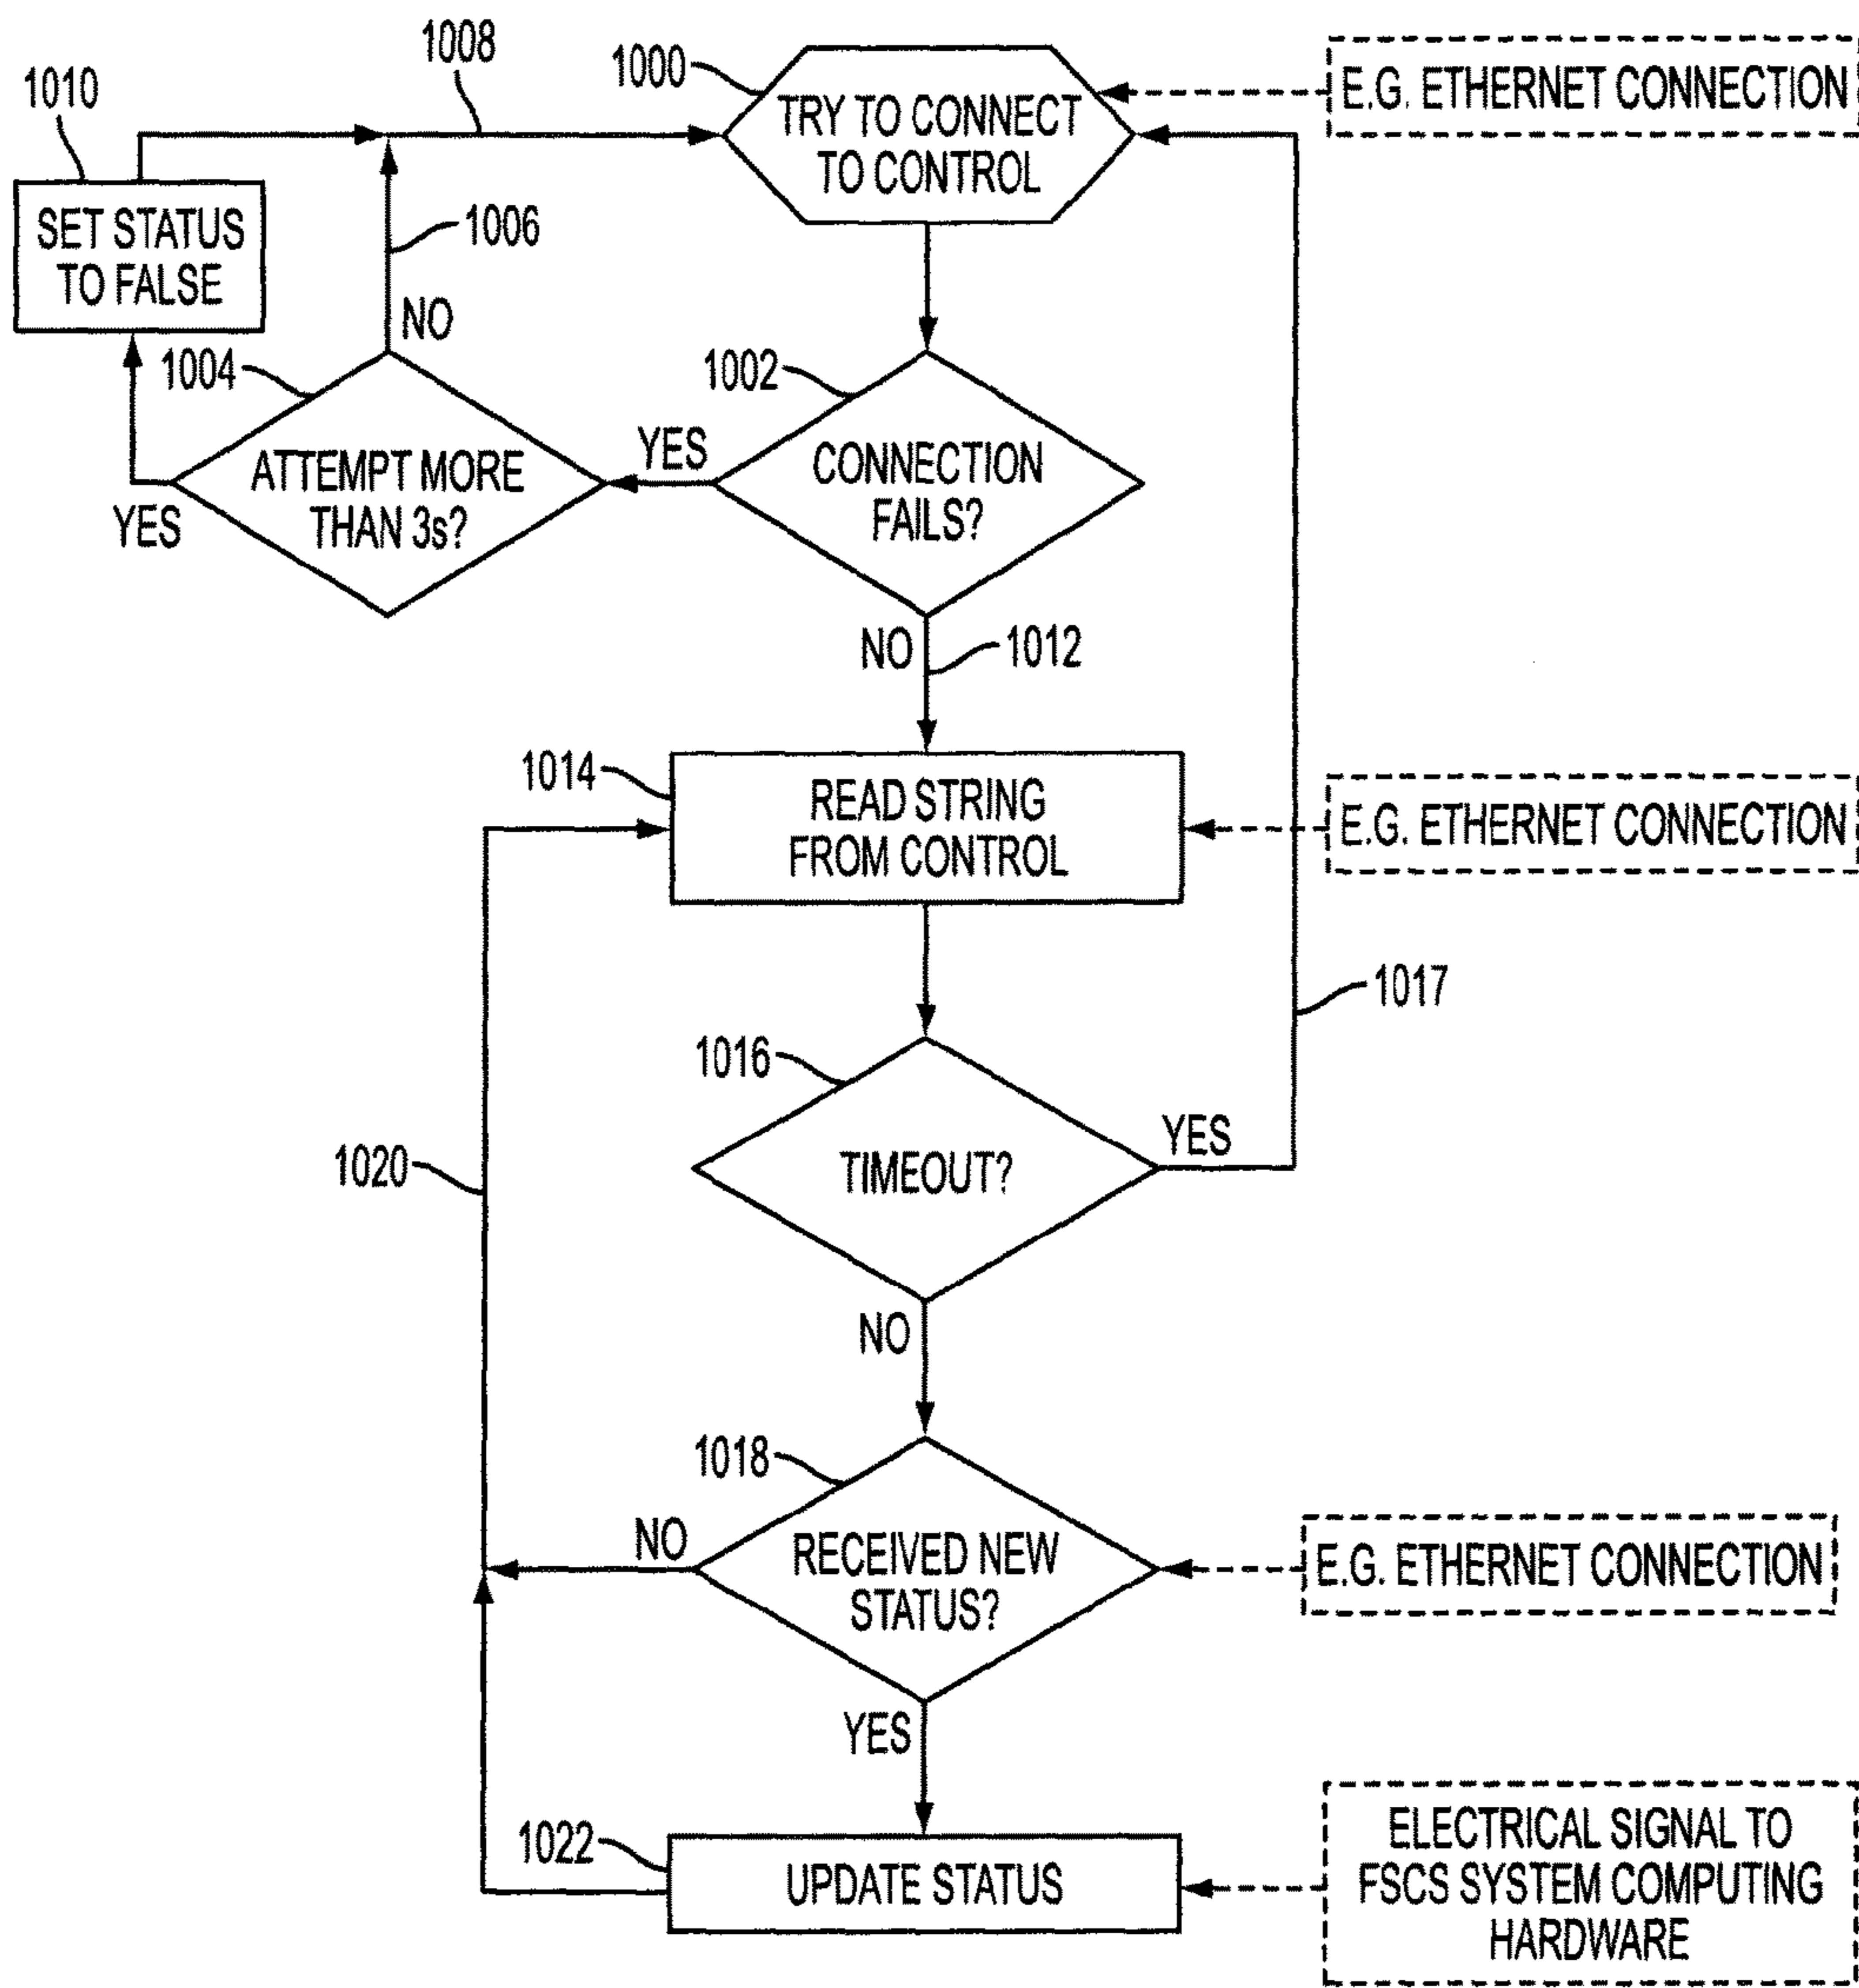 1008
1000
E.G. ETHERNET CONNECTION
1010
TRY TO CONNECT
TO CONTROL
SET STATUS
TO FALSE
1006
NO
1004
1002
YES
ATTEMPT MORE
THAN 3s?
CONNECTION
FAILS?
YES
NO
1012
1014
READ STRING
FROM CONTROL
E.G. ETHERNET CONNECTION
1017
1016
YES
1020
TIMEOUT?
NO
1018
NO
RECEIVED NEW
STATUS?
E.G. ETHERNET CONNECTION
YES
1022
UPDATE STATUS
ELECTRICAL SIGNAL TO
FSCS SYSTEM COMPUTING
HARDWARE